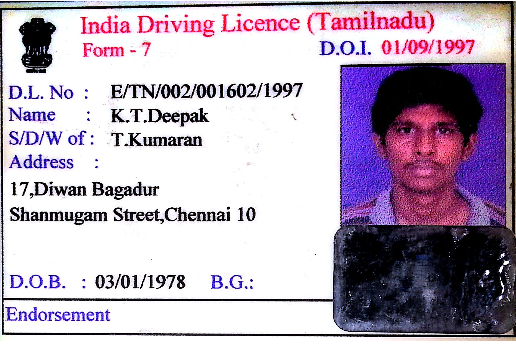 India Driving Licence (Tamilnadu)
Form - 7 D.O.I. 01/09/1997
D.L. No : E/TN/002/001602/1997
Name : K.T.Deepak
S/D/W of : T.Kumaran
Address :
17,Diwan Bagadur
Shanmugam Street,Chennai 10
D.O.B. : 03/01/1978 B.G.:
Endorsement